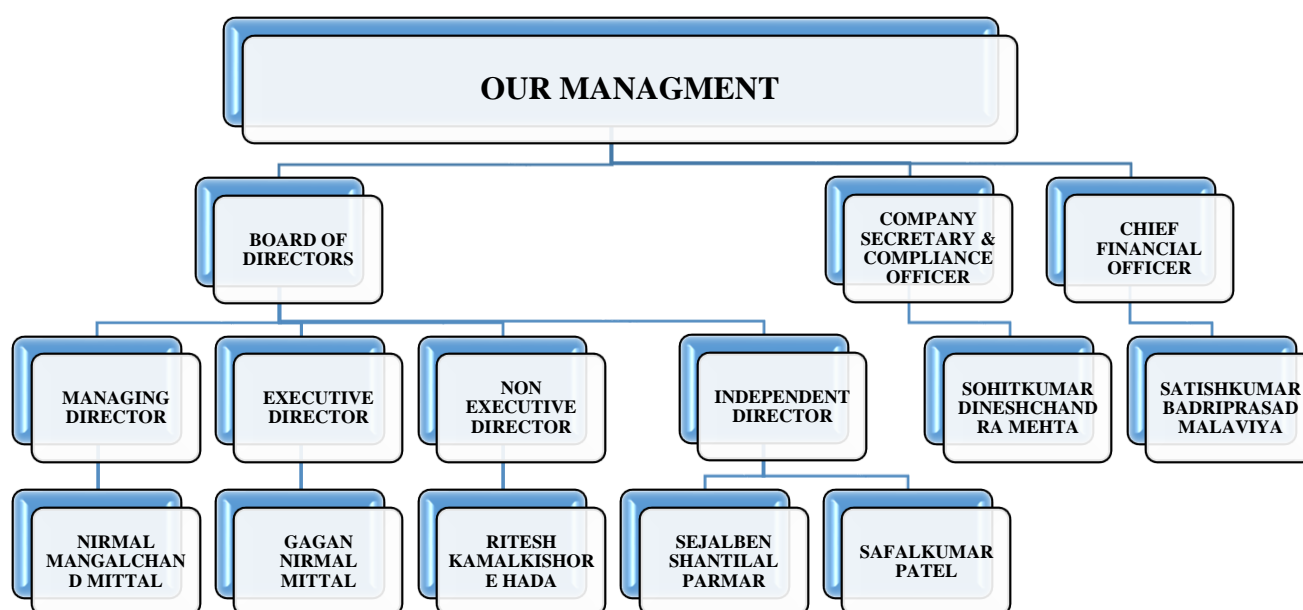 OUR MANAGMENT
BOARD OF
DIRECTORS
COMPANY
SECRETARY &
COMPLIANCE
OFFICER
CHIEF
FINANCIAL
OFFICER
MANAGING
DIRECTOR
EXECUTIVE
DIRECTOR
NON
EXECUTIVE
DIRECTOR
INDEPENDENT
DIRECTOR
SOHITKUMAR
DINESHCHAND
RA MEHTA
SATISHKUMAR
BADRIPRASAD
MALAVIYA
NIRMAL
MANGALCHAN
D MITTAL
GAGAN
NIRMAL
MITTAL
RITESH
KAMALKISHOR
E HADA
SEJALBEN
SHANTILAL
PARMAR
SAFALKUMAR
PATEL